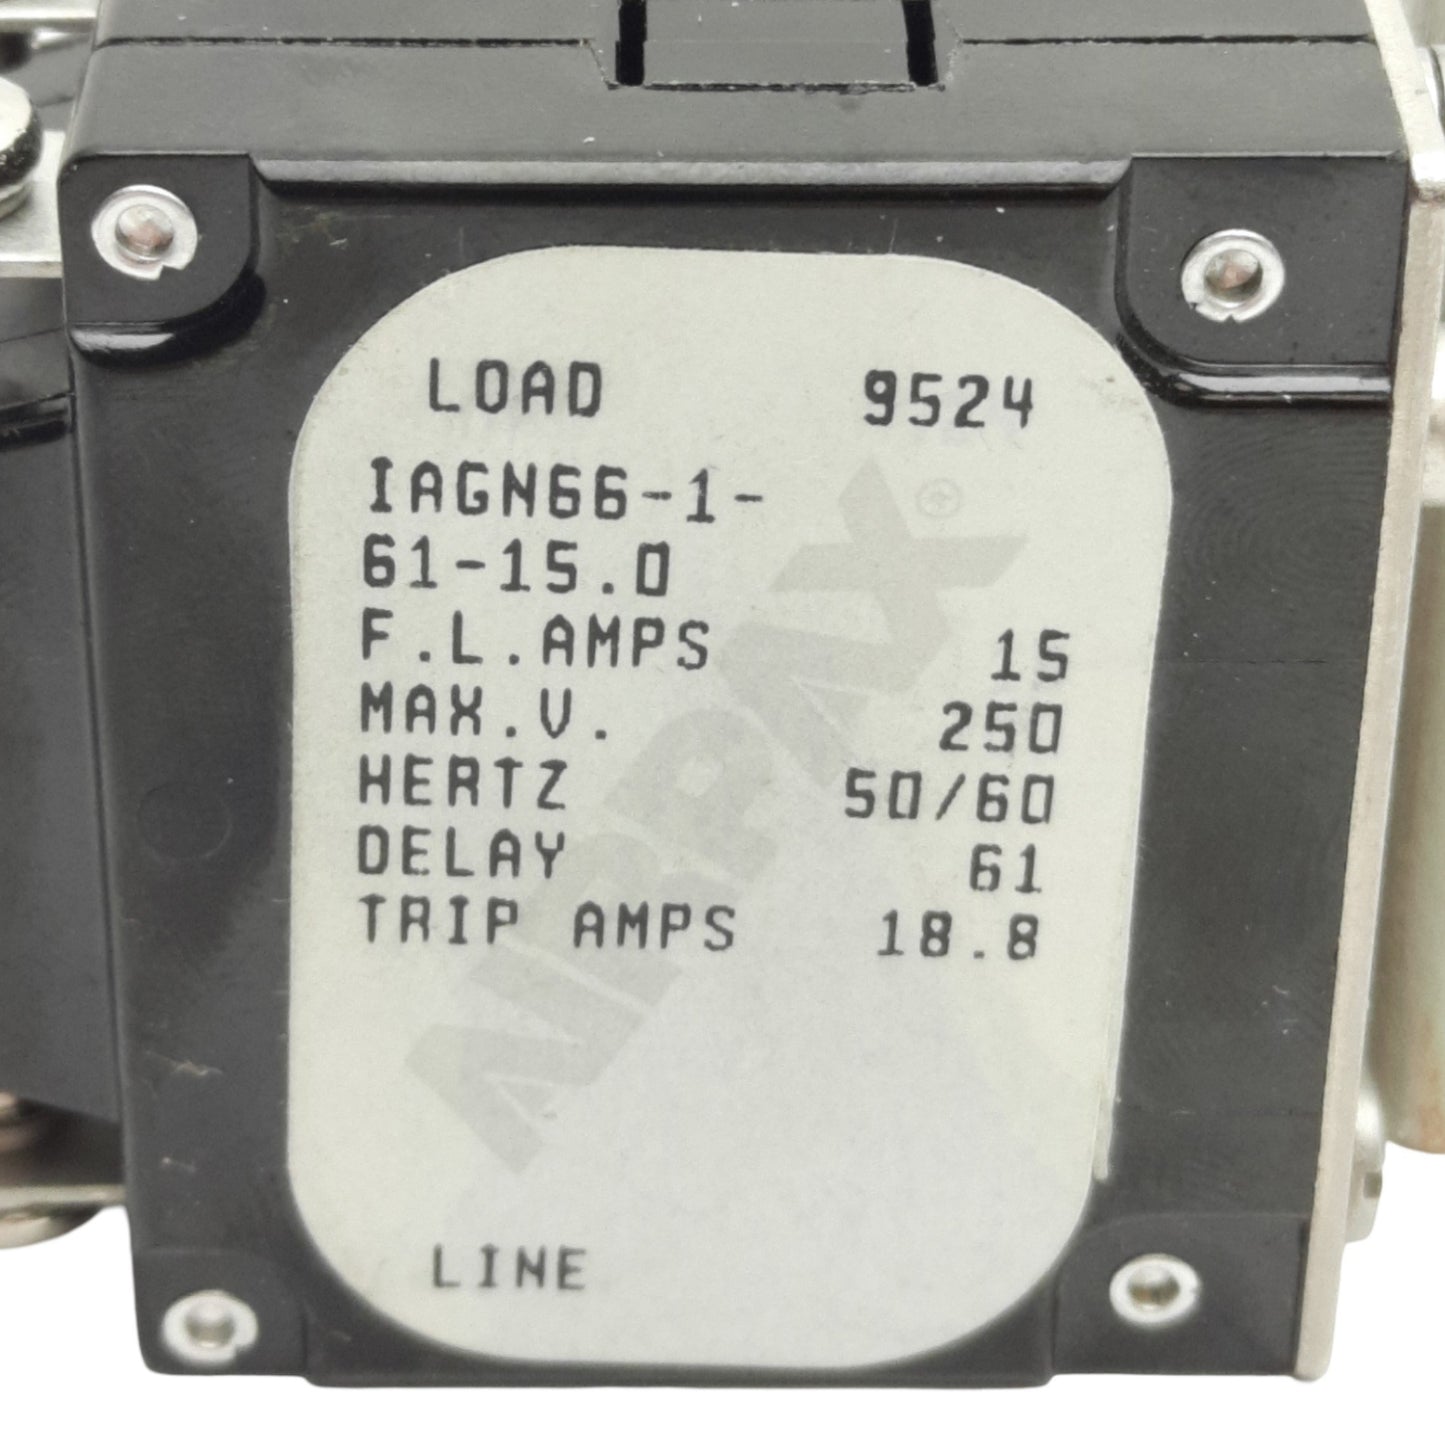 LOAD 9524
IAGN66-1-
61-15.0
F.L.AMPS 15
MAX.V. 250
HERTZ 50/60
DELAY 61
TRIP AMPS 18.8
AIRPAX®
LINE